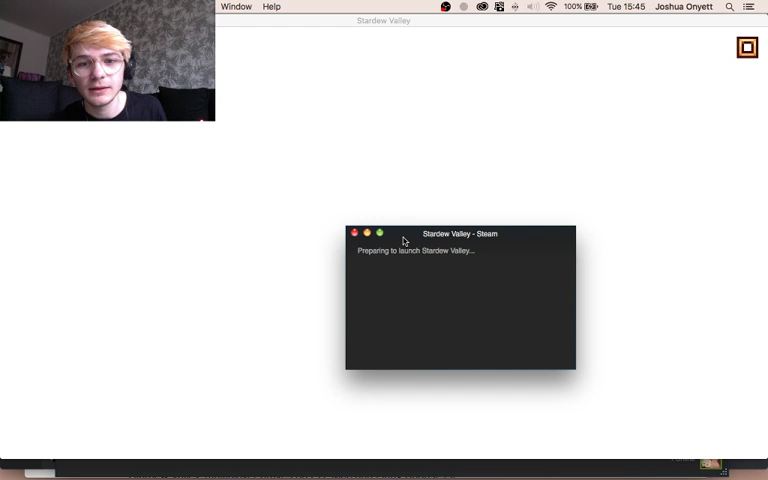 Window Help 100% Tue 15:45 Joshua Onyett
Stardew Valley
Stardew Valley - Steam
Preparing to launch Stardew Valley...